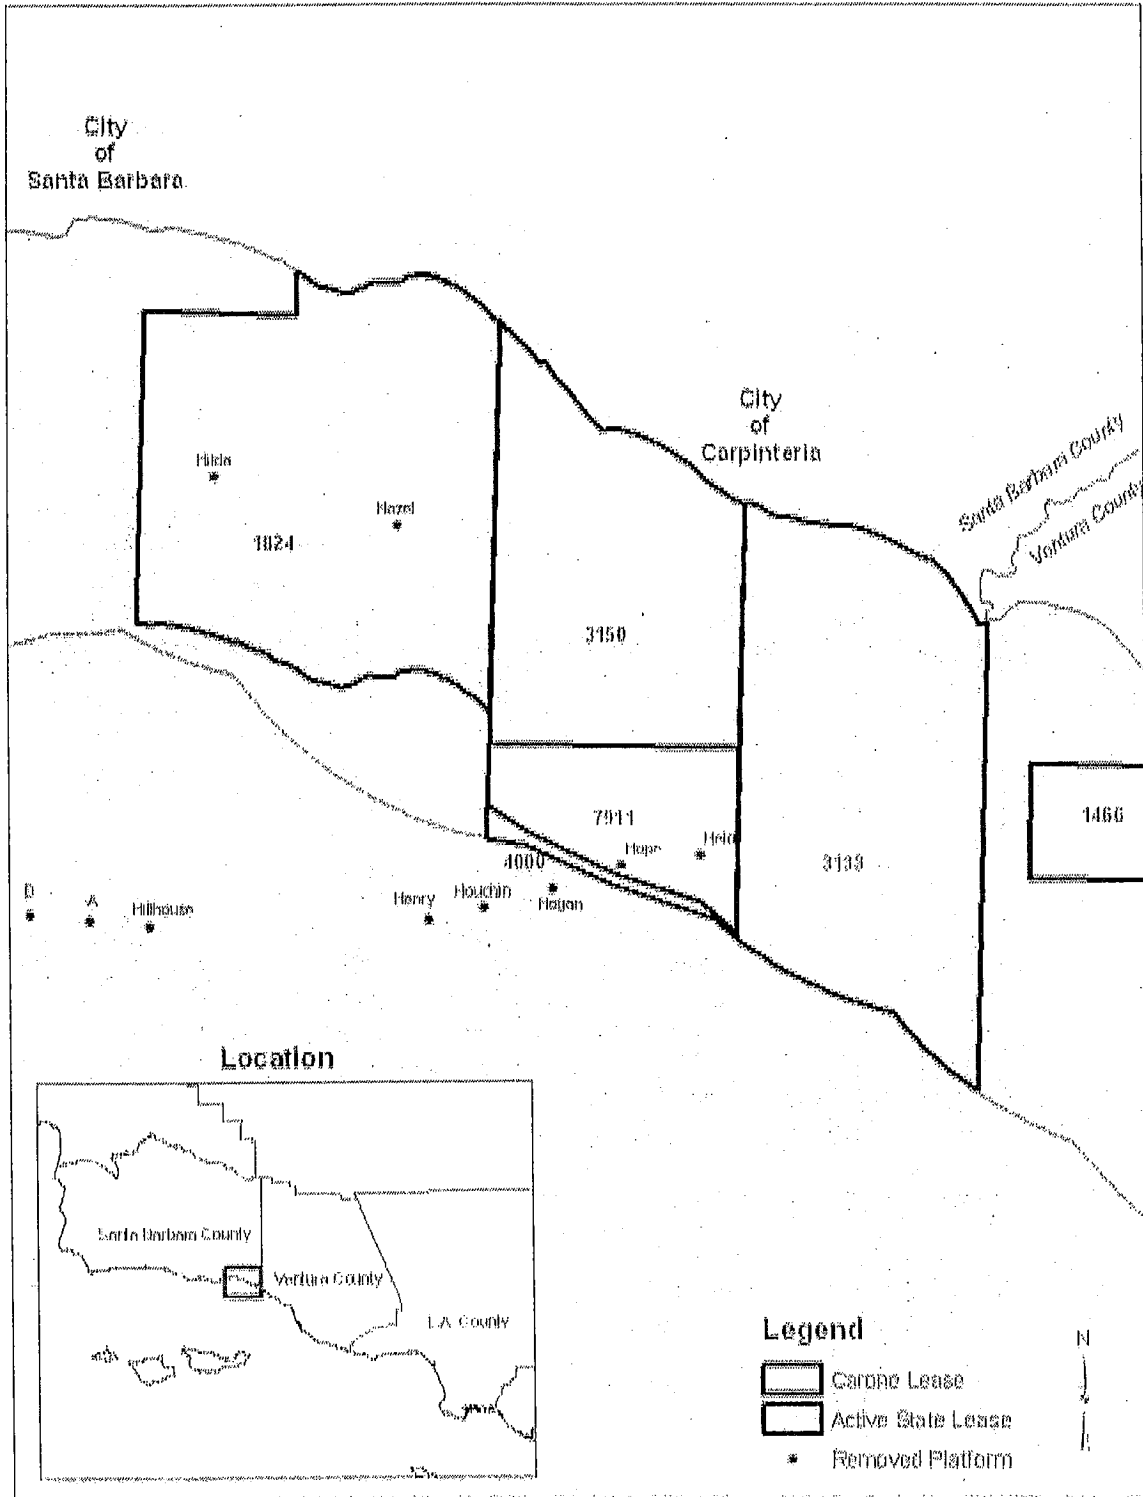 City
of
Santa Barbara
City
of
Carpinteria
Santa Barbara County
Ventura County
Hilda
Hazel
1824
3150
7911
Hope
4000
3133
1466
A
Hillhouse
Henry
Houchin
Hogan
Location
Santa Barbara County
Ventura County
L.A. County
Legend
Carone Lease
Active State Lease
Removed Platform
N